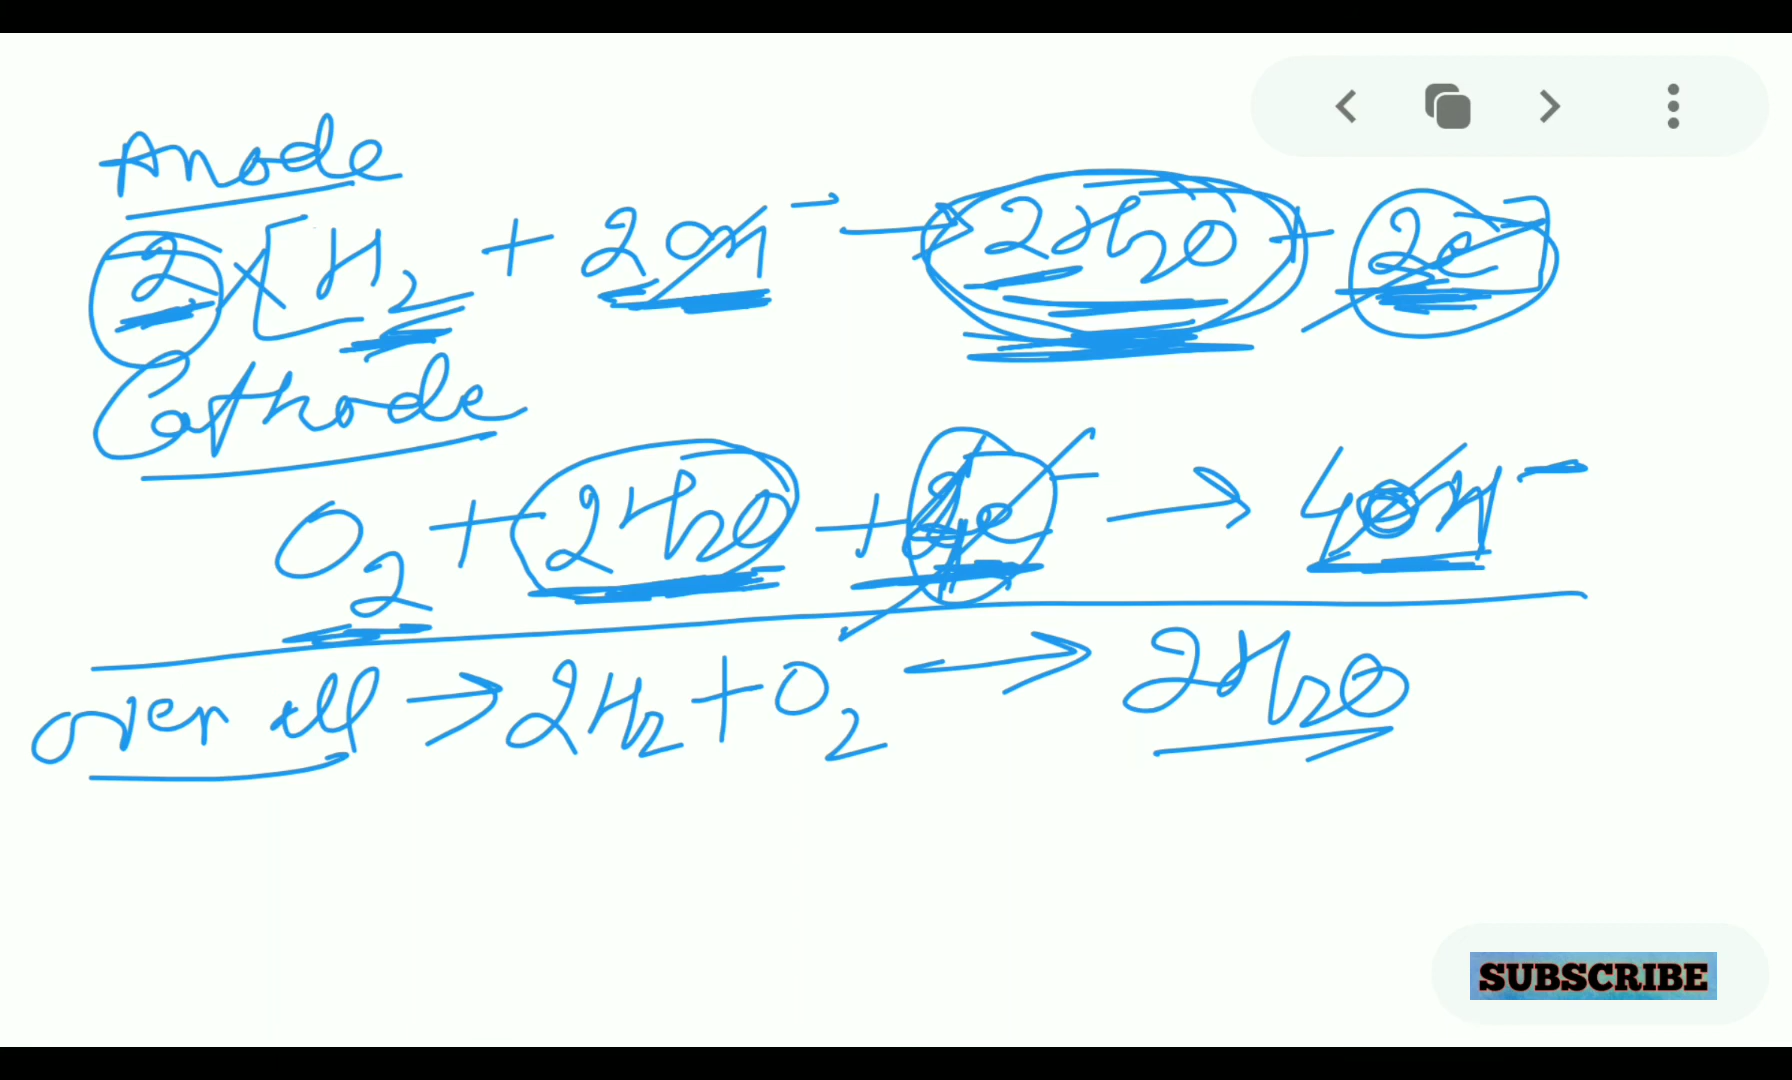 Anode
2 × [H₂ + 2OH⁻ → 2H₂O + 2e⁻]
Cathode
O₂ + 2H₂O + 4e⁻ → 4OH⁻
over all → 2H₂ + O₂ → 2H₂O
SUBSCRIBE